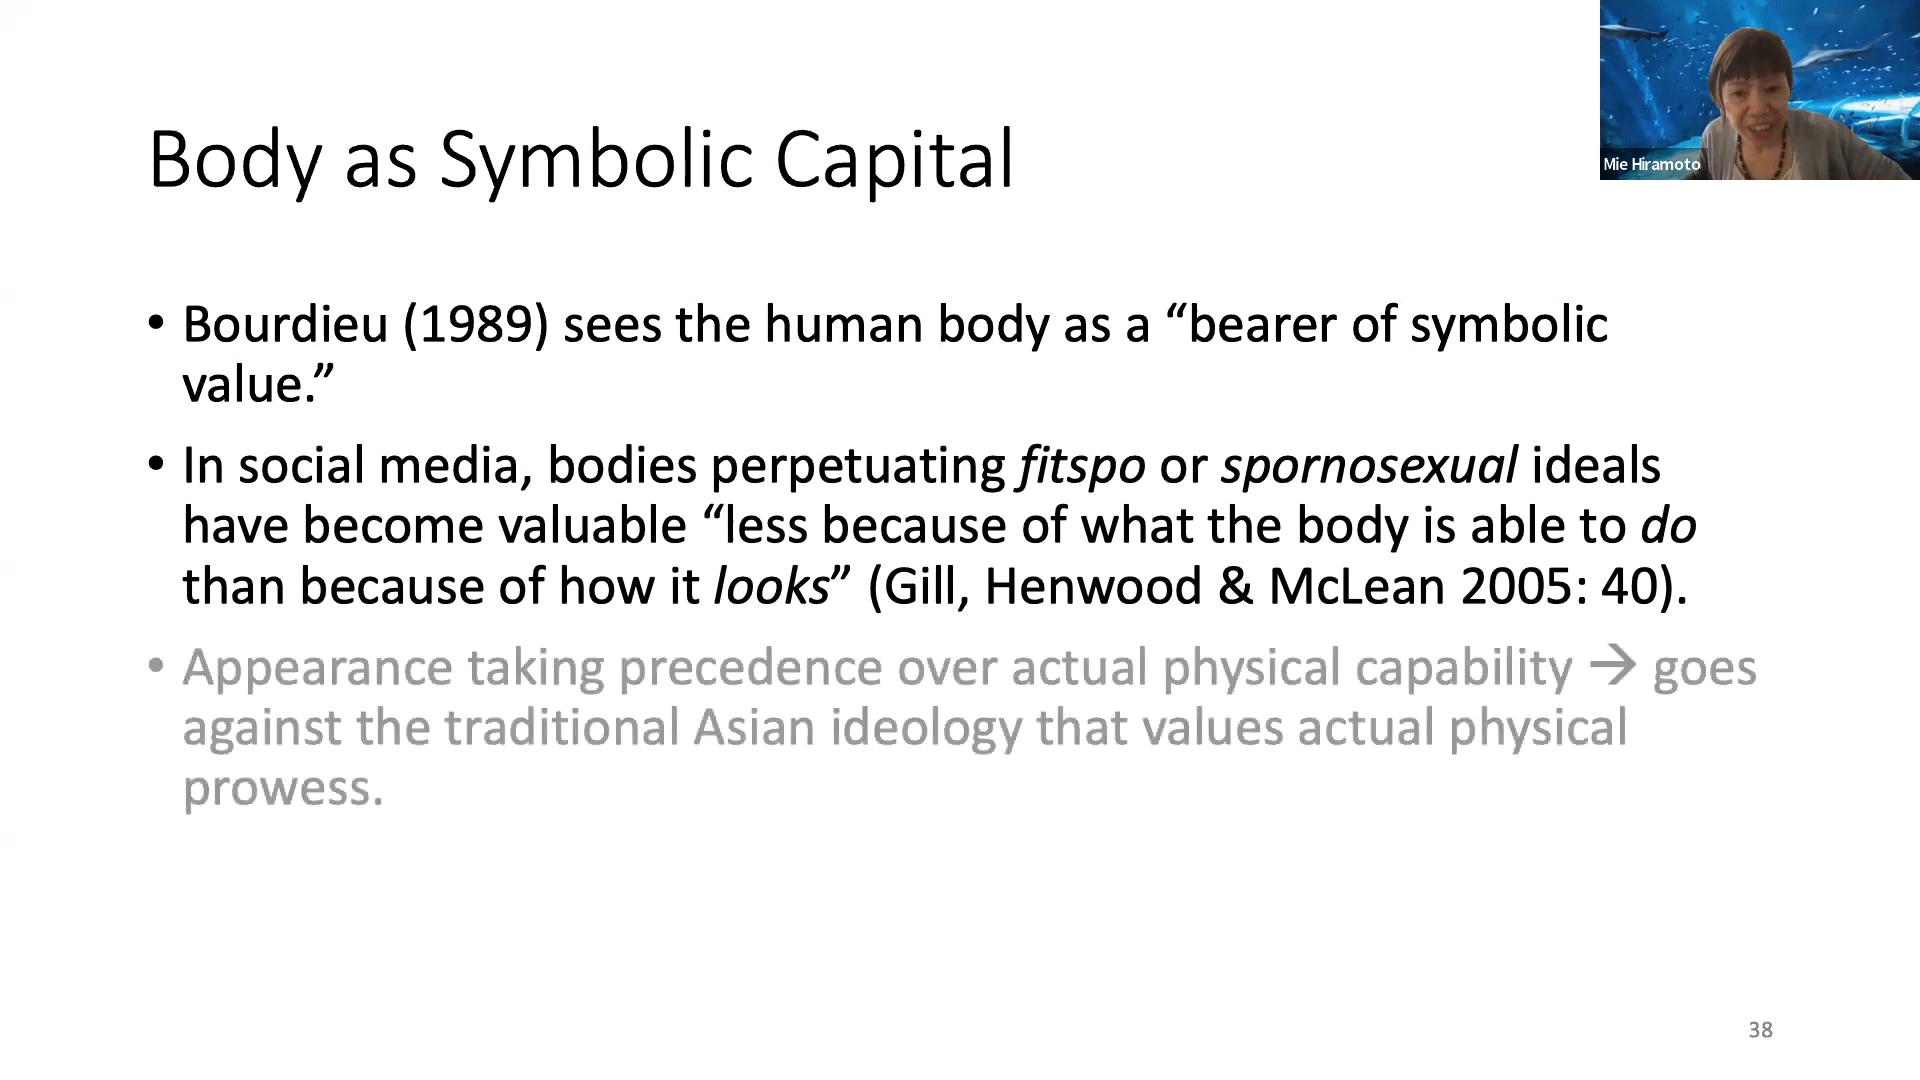 Mie Hiramoto
Body as Symbolic Capital
• Bourdieu (1989) sees the human body as a “bearer of symbolic
value.”
• In social media, bodies perpetuating fitspo or spornosexual ideals
have become valuable “less because of what the body is able to do
than because of how it looks” (Gill, Henwood & McLean 2005: 40).
• Appearance taking precedence over actual physical capability → goes
against the traditional Asian ideology that values actual physical
prowess.
38